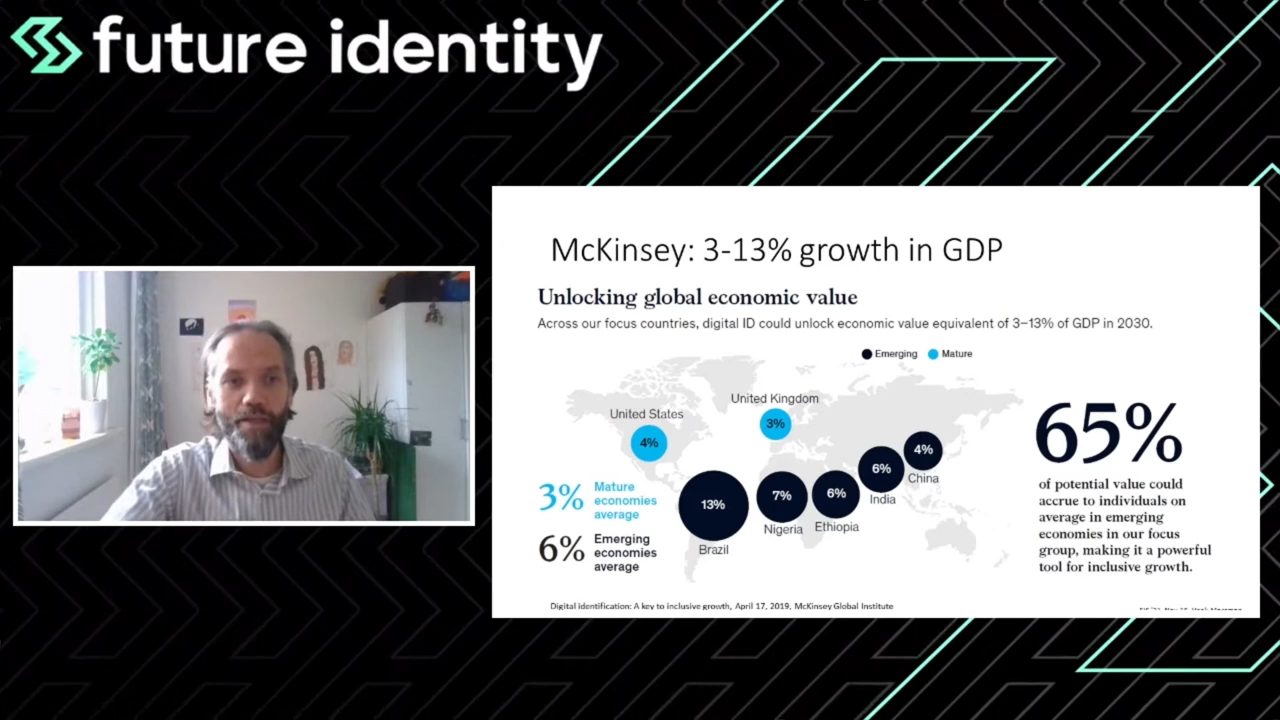 future identity
McKinsey: 3-13% growth in GDP
Unlocking global economic value
Across our focus countries, digital ID could unlock economic value equivalent of 3–13% of GDP in 2030.
Emerging
Mature
United States
4%
United Kingdom
3%
13%
Brazil
7%
Nigeria
6%
Ethiopia
6%
India
4%
China
3%
Mature
economies
average
6%
Emerging
economies
average
65%
of potential value could
accrue to individuals on
average in emerging
economies in our focus
group, making it a powerful
tool for inclusive growth.
Digital identification: A key to inclusive growth, April 17, 2019, McKinsey Global Institute